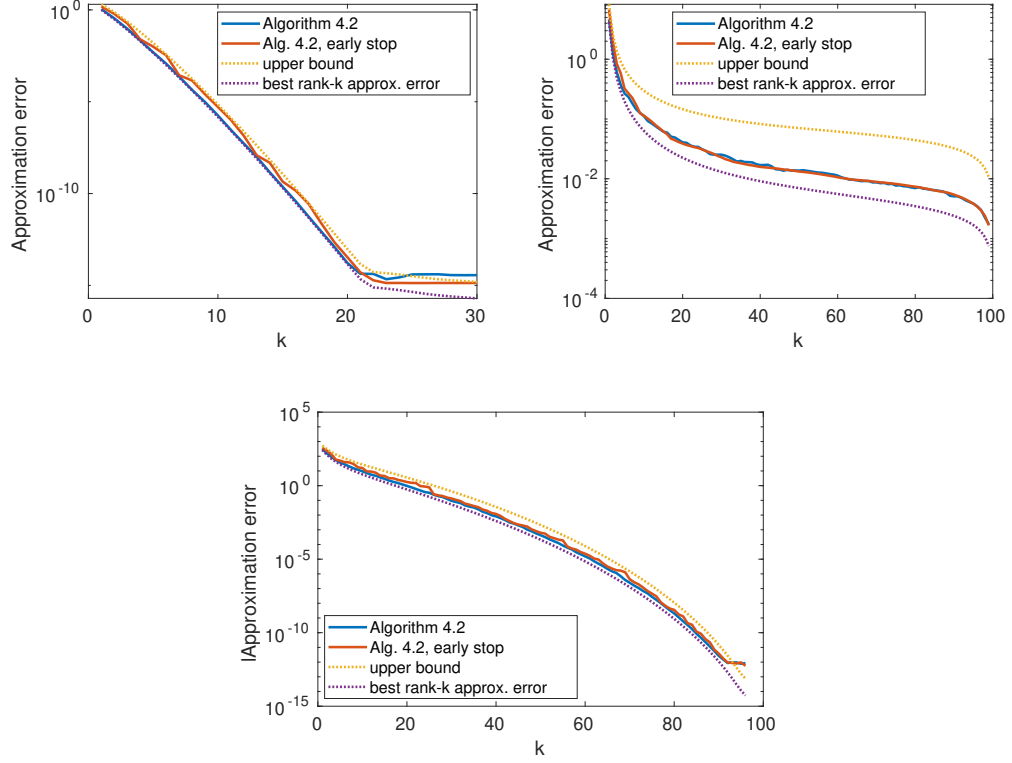 Algorithm 4.2
Alg. 4.2, early stop
upper bound
best rank-k approx. error
Approximation error
10^0
10^-10
0 10 20 30
k
Algorithm 4.2
Alg. 4.2, early stop
upper bound
best rank-k approx. error
Approximation error
10^0
10^-2
10^-4
0 20 40 60 80 100
k
|Approximation error
10^5
10^0
10^-5
10^-10
10^-15
Algorithm 4.2
Alg. 4.2, early stop
upper bound
best rank-k approx. error
0 20 40 60 80 100
k